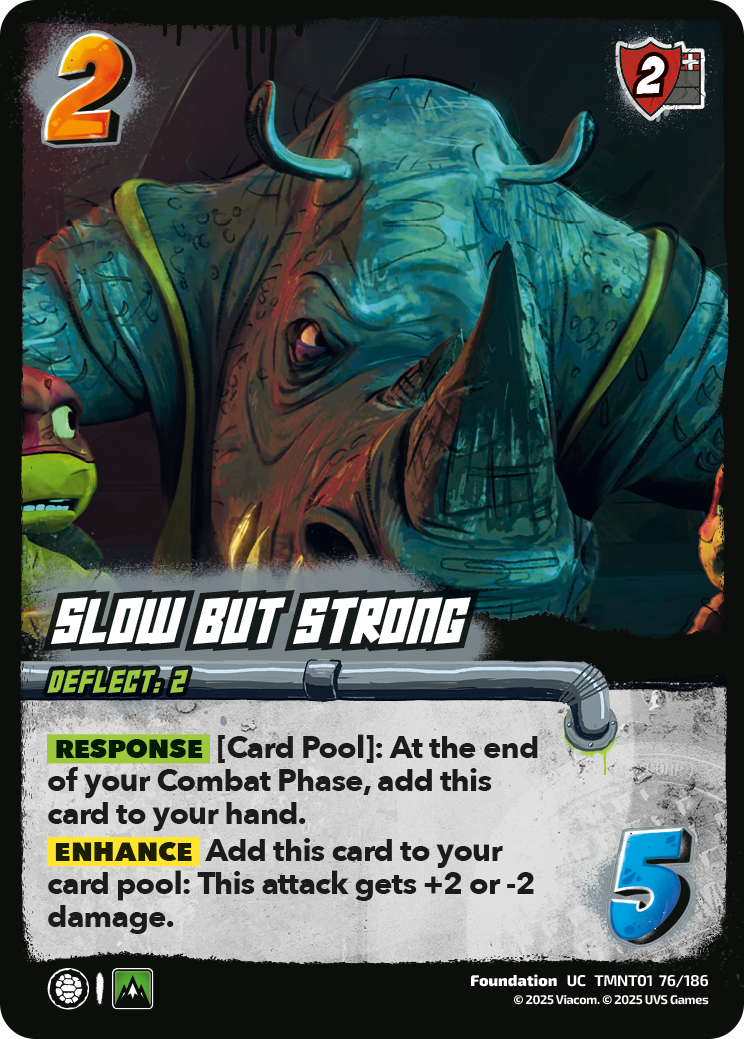 2
2
SLOW BUT STRONG
DEFLECT: 2
RESPONSE [Card Pool]: At the end
of your Combat Phase, add this
card to your hand.
ENHANCE Add this card to your
card pool: This attack gets +2 or -2
damage.
5
Foundation UC TMNT01 76/186
© 2025 Viacom. © 2025 UVS Games